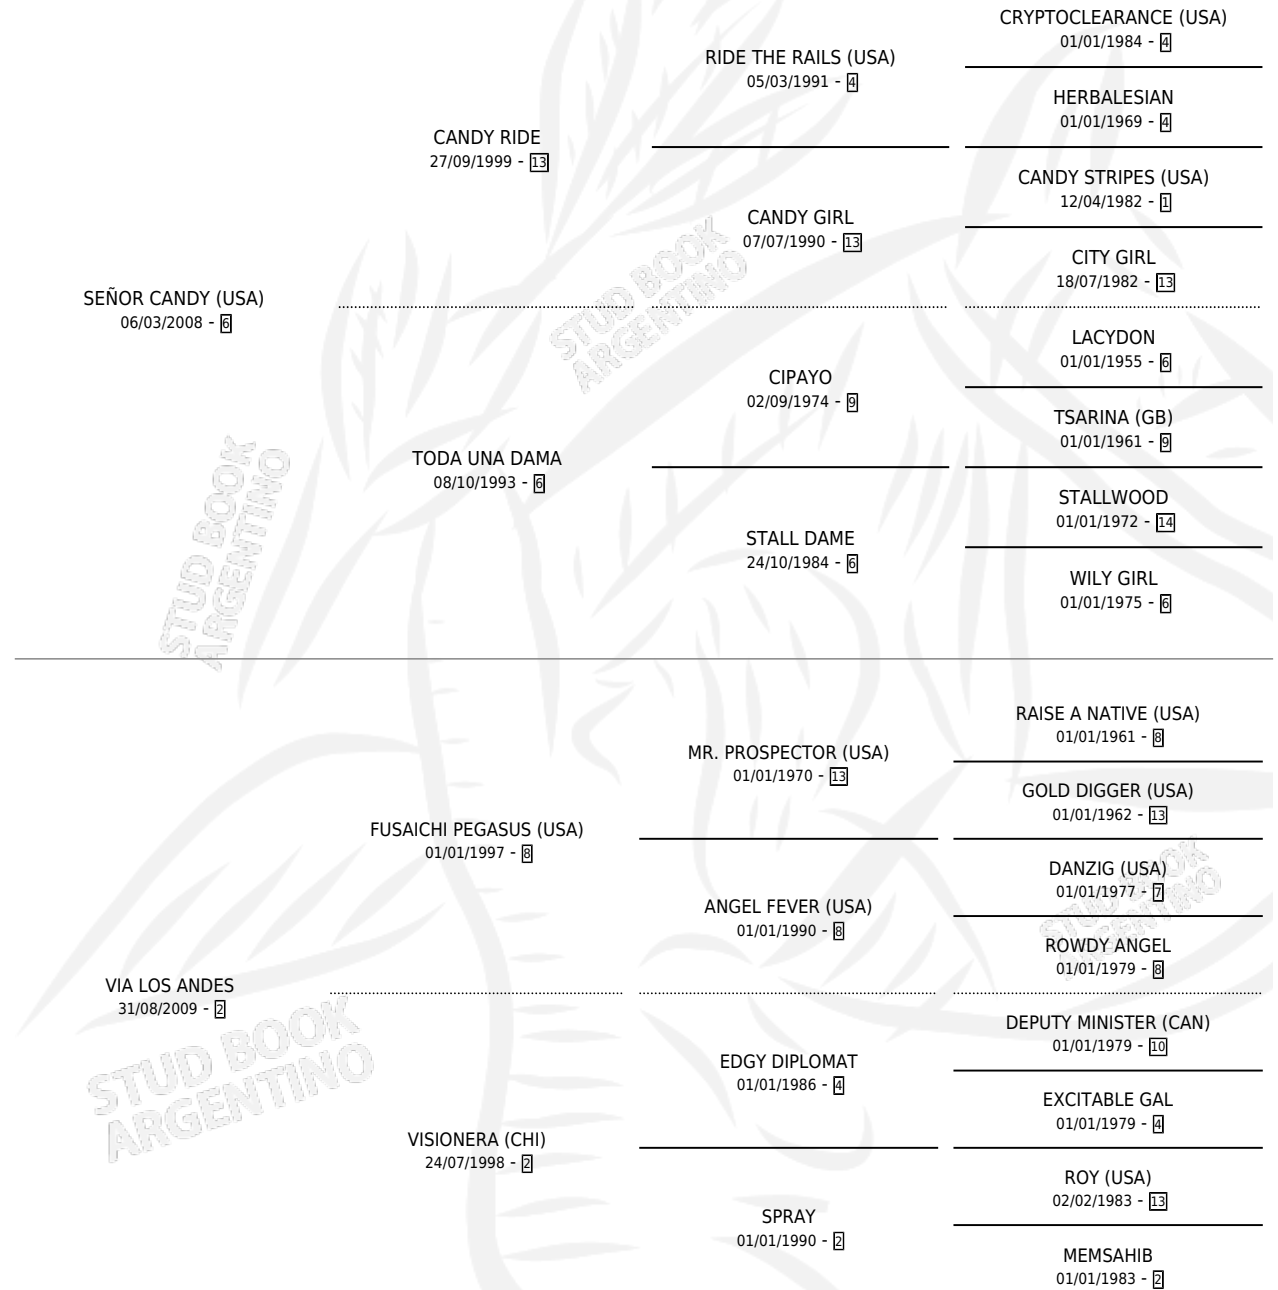 CRYPTOCLEARANCE (USA)
01/01/1984 - 4
RIDE THE RAILS (USA)
05/03/1991 - 4
HERBALESIAN
01/01/1969 - 4
CANDY RIDE
27/09/1999 - 13
CANDY STRIPES (USA)
12/04/1982 - 1
CANDY GIRL
07/07/1990 - 13
CITY GIRL
18/07/1982 - 13
SEÑOR CANDY (USA)
06/03/2008 - 6
LACYDON
01/01/1955 - 6
CIPAYO
02/09/1974 - 9
TSARINA (GB)
01/01/1961 - 9
TODA UNA DAMA
08/10/1993 - 6
STALLWOOD
01/01/1972 - 14
STALL DAME
24/10/1984 - 6
WILY GIRL
01/01/1975 - 6
STUD BOOK
ARGENTINO
STUD BOOK
ARGENTINO
RAISE A NATIVE (USA)
01/01/1961 - 8
MR. PROSPECTOR (USA)
01/01/1970 - 13
GOLD DIGGER (USA)
01/01/1962 - 13
FUSAICHI PEGASUS (USA)
01/01/1997 - 8
DANZIG (USA)
01/01/1977 - 7
ANGEL FEVER (USA)
01/01/1990 - 8
ROWDY ANGEL
01/01/1979 - 8
STUD BOOK
ARGENTINO
VIA LOS ANDES
31/08/2009 - 2
DEPUTY MINISTER (CAN)
01/01/1979 - 10
EDGY DIPLOMAT
01/01/1986 - 4
EXCITABLE GAL
01/01/1979 - 4
STUD BOOK
ARGENTINO
VISIONERA (CHI)
24/07/1998 - 2
ROY (USA)
02/02/1983 - 13
SPRAY
01/01/1990 - 2
MEMSAHIB
01/01/1983 - 2